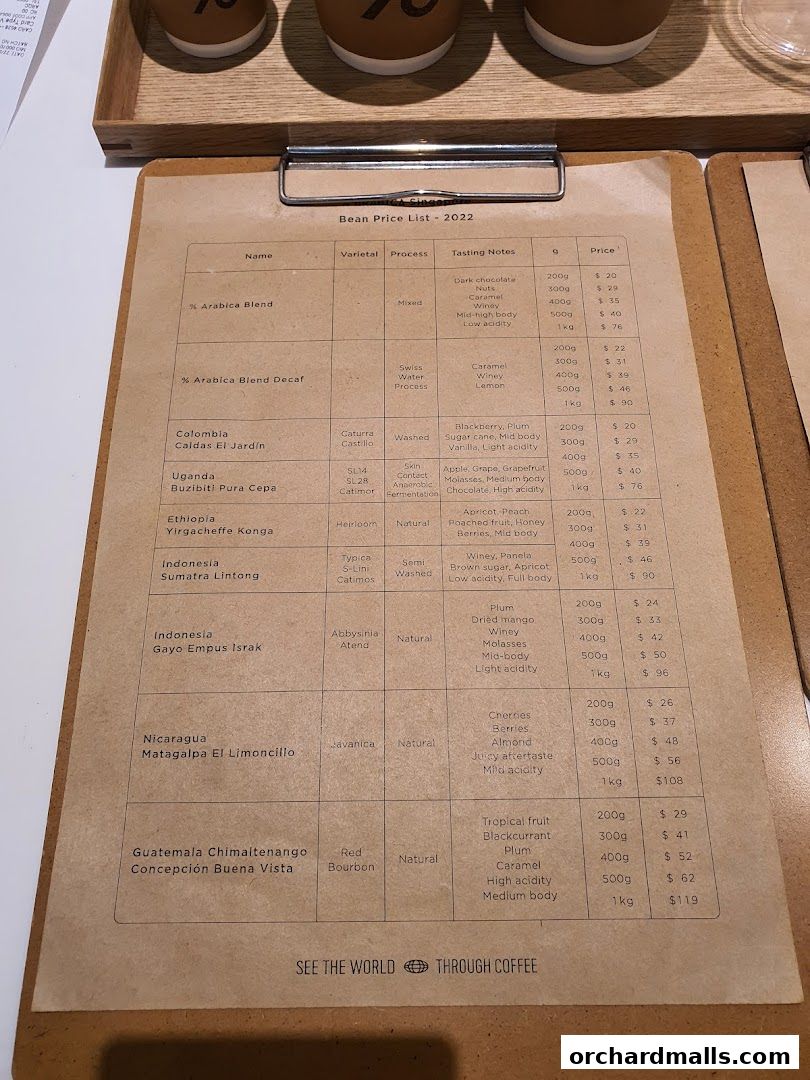 %
%
Singapore
Bean Price List - 2022
Name Varietal Process Tasting Notes g Price
% Arabica Blend
Mixed
Dark chocolate
Nuts
Caramel
Winey
Mid-high body
Low acidity
200g $ 20
300g $ 29
400g $ 35
500g $ 40
1kg $ 76
% Arabica Blend Decaf
Swiss
Water
Process
Caramel
Winey
Lemon
200g $ 22
300g $ 31
400g $ 39
500g $ 46
1kg $ 90
Colombia
Caldas El Jardín
Caturra
Castillo
Washed
Blackberry, Plum
Sugar cane, Mid body
Vanilla, Light acidity
Uganda
Buzibiti Pura Cepa
SL14
SL28
Catimor
Skin
Contact
Anaerobic
Fermentation
Apple, Grape, Grapefruit
Molasses, Medium body
Chocolate, High acidity
200g $ 20
300g $ 29
400g $ 35
500g $ 40
1kg $ 76
Ethiopia
Yirgacheffe Konga
Heirloom
Natural
Apricot, Peach
Poached fruit, Honey
Berries, Mid body
Indonesia
Sumatra Lintong
Typica
S-Lini
Catimos
Semi
Washed
Winey, Panela
Brown sugar, Apricot
Low acidity, Full body
200g $ 22
300g $ 31
400g $ 39
500g $ 46
1kg $ 90
Indonesia
Gayo Empus Israk
Abbysinia
Atend
Natural
Plum
Dried mango
Winey
Molasses
Mid-body
Light acidity
200g $ 24
300g $ 33
400g $ 42
500g $ 50
1kg $ 96
Nicaragua
Matagalpa El Limoncillo
Javanica
Natural
Cherries
Berries
Almond
Juicy aftertaste
Mild acidity
200g $ 26
300g $ 37
400g $ 48
500g $ 56
1kg $108
Guatemala Chimaltenango
Concepción Buena Vista
Red
Bourbon
Natural
Tropical fruit
Blackcurrant
Plum
Caramel
High acidity
Medium body
200g $ 29
300g $ 41
400g $ 52
500g $ 62
1kg $119
SEE THE WORLD THROUGH COFFEE
orchardmalls.com